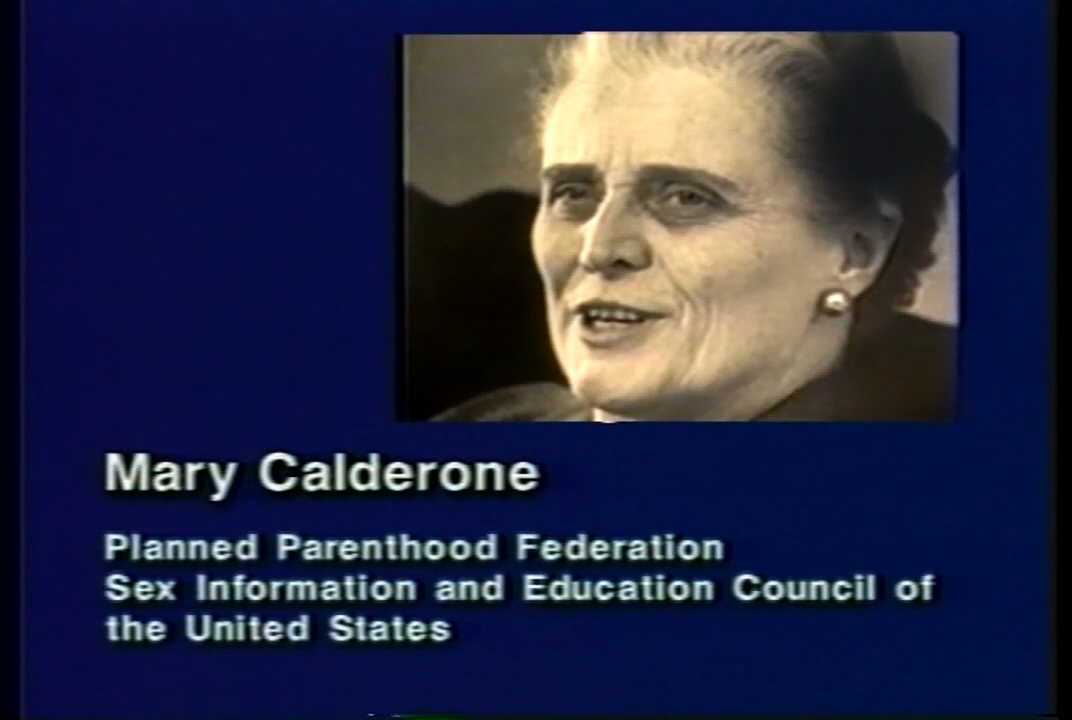 Mary Calderone
Planned Parenthood Federation
Sex Information and Education Council of
the United States